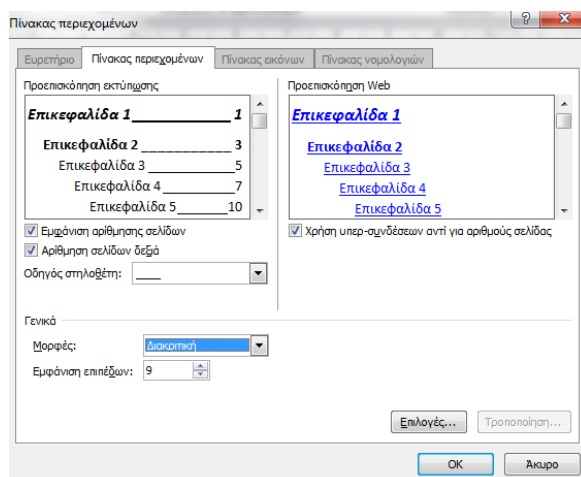 Πίνακας περιεχομένων
Ευρετήριο Πίνακας περιεχομένων Πίνακας εικόνων Πίνακας νομολογιών
Προεπισκόπηση εκτύπωσης
Επικεφαλίδα 1 1
Επικεφαλίδα 2 3
Επικεφαλίδα 3 5
Επικεφαλίδα 4 7
Επικεφαλίδα 5 10
Προεπισκόπηση Web
Επικεφαλίδα 1
Επικεφαλίδα 2
Επικεφαλίδα 3
Επικεφαλίδα 4
Επικεφαλίδα 5
Εμφάνιση αρίθμησης σελίδων
Αρίθμηση σελίδων δεξιά
Οδηγός στηλοθέτη: ____
Χρήση υπερ-συνδέσεων αντί για αριθμούς σελίδας
Γενικά
Μορφές: Διακριτική
Εμφάνιση επιπέδων: 9
Επιλογές... Τροποποίηση...
OK Άκυρο